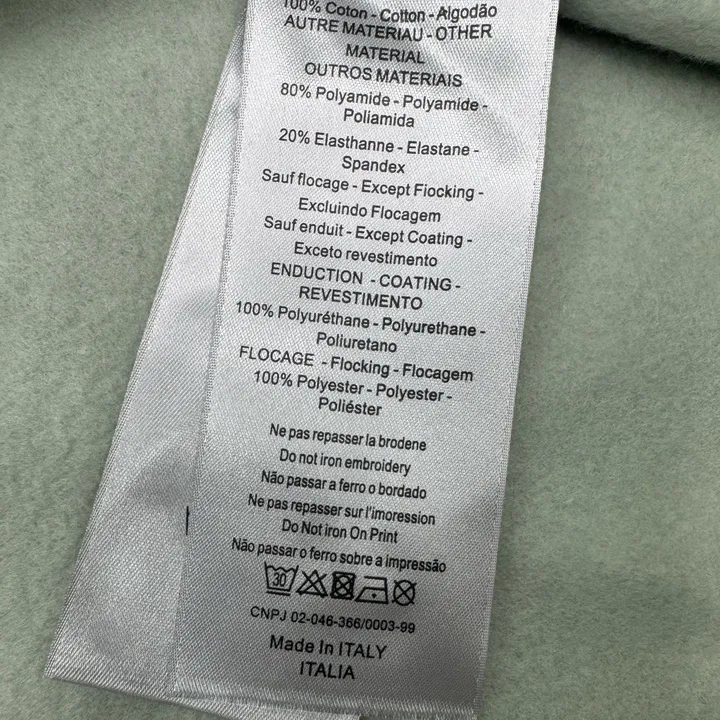 100% Coton - Cotton - Algodão
AUTRE MATERIAU - OTHER
MATERIAL
OUTROS MATERIAIS
80% Polyamide - Polyamide -
Poliamida
20% Elasthanne - Elastane -
Spandex
Sauf flocage - Except Fiocking -
Excluindo Flocagem
Sauf enduit - Except Coating -
Exceto revestimento
ENDUCTION - COATING -
REVESTIMENTO
100% Polyuréthane - Polyurethane -
Poliuretano
FLOCAGE - Flocking - Flocagem
100% Polyester - Polyester -
Poliéster
Ne pas repasser la brodene
Do not iron embroidery
Não passar a ferro o bordado
Ne pas repasser sur l'imoression
Do Not iron On Print
Não passar o ferro sobre a impressão
30
CNPJ 02-046-366/0003-99
Made In ITALY
ITALIA